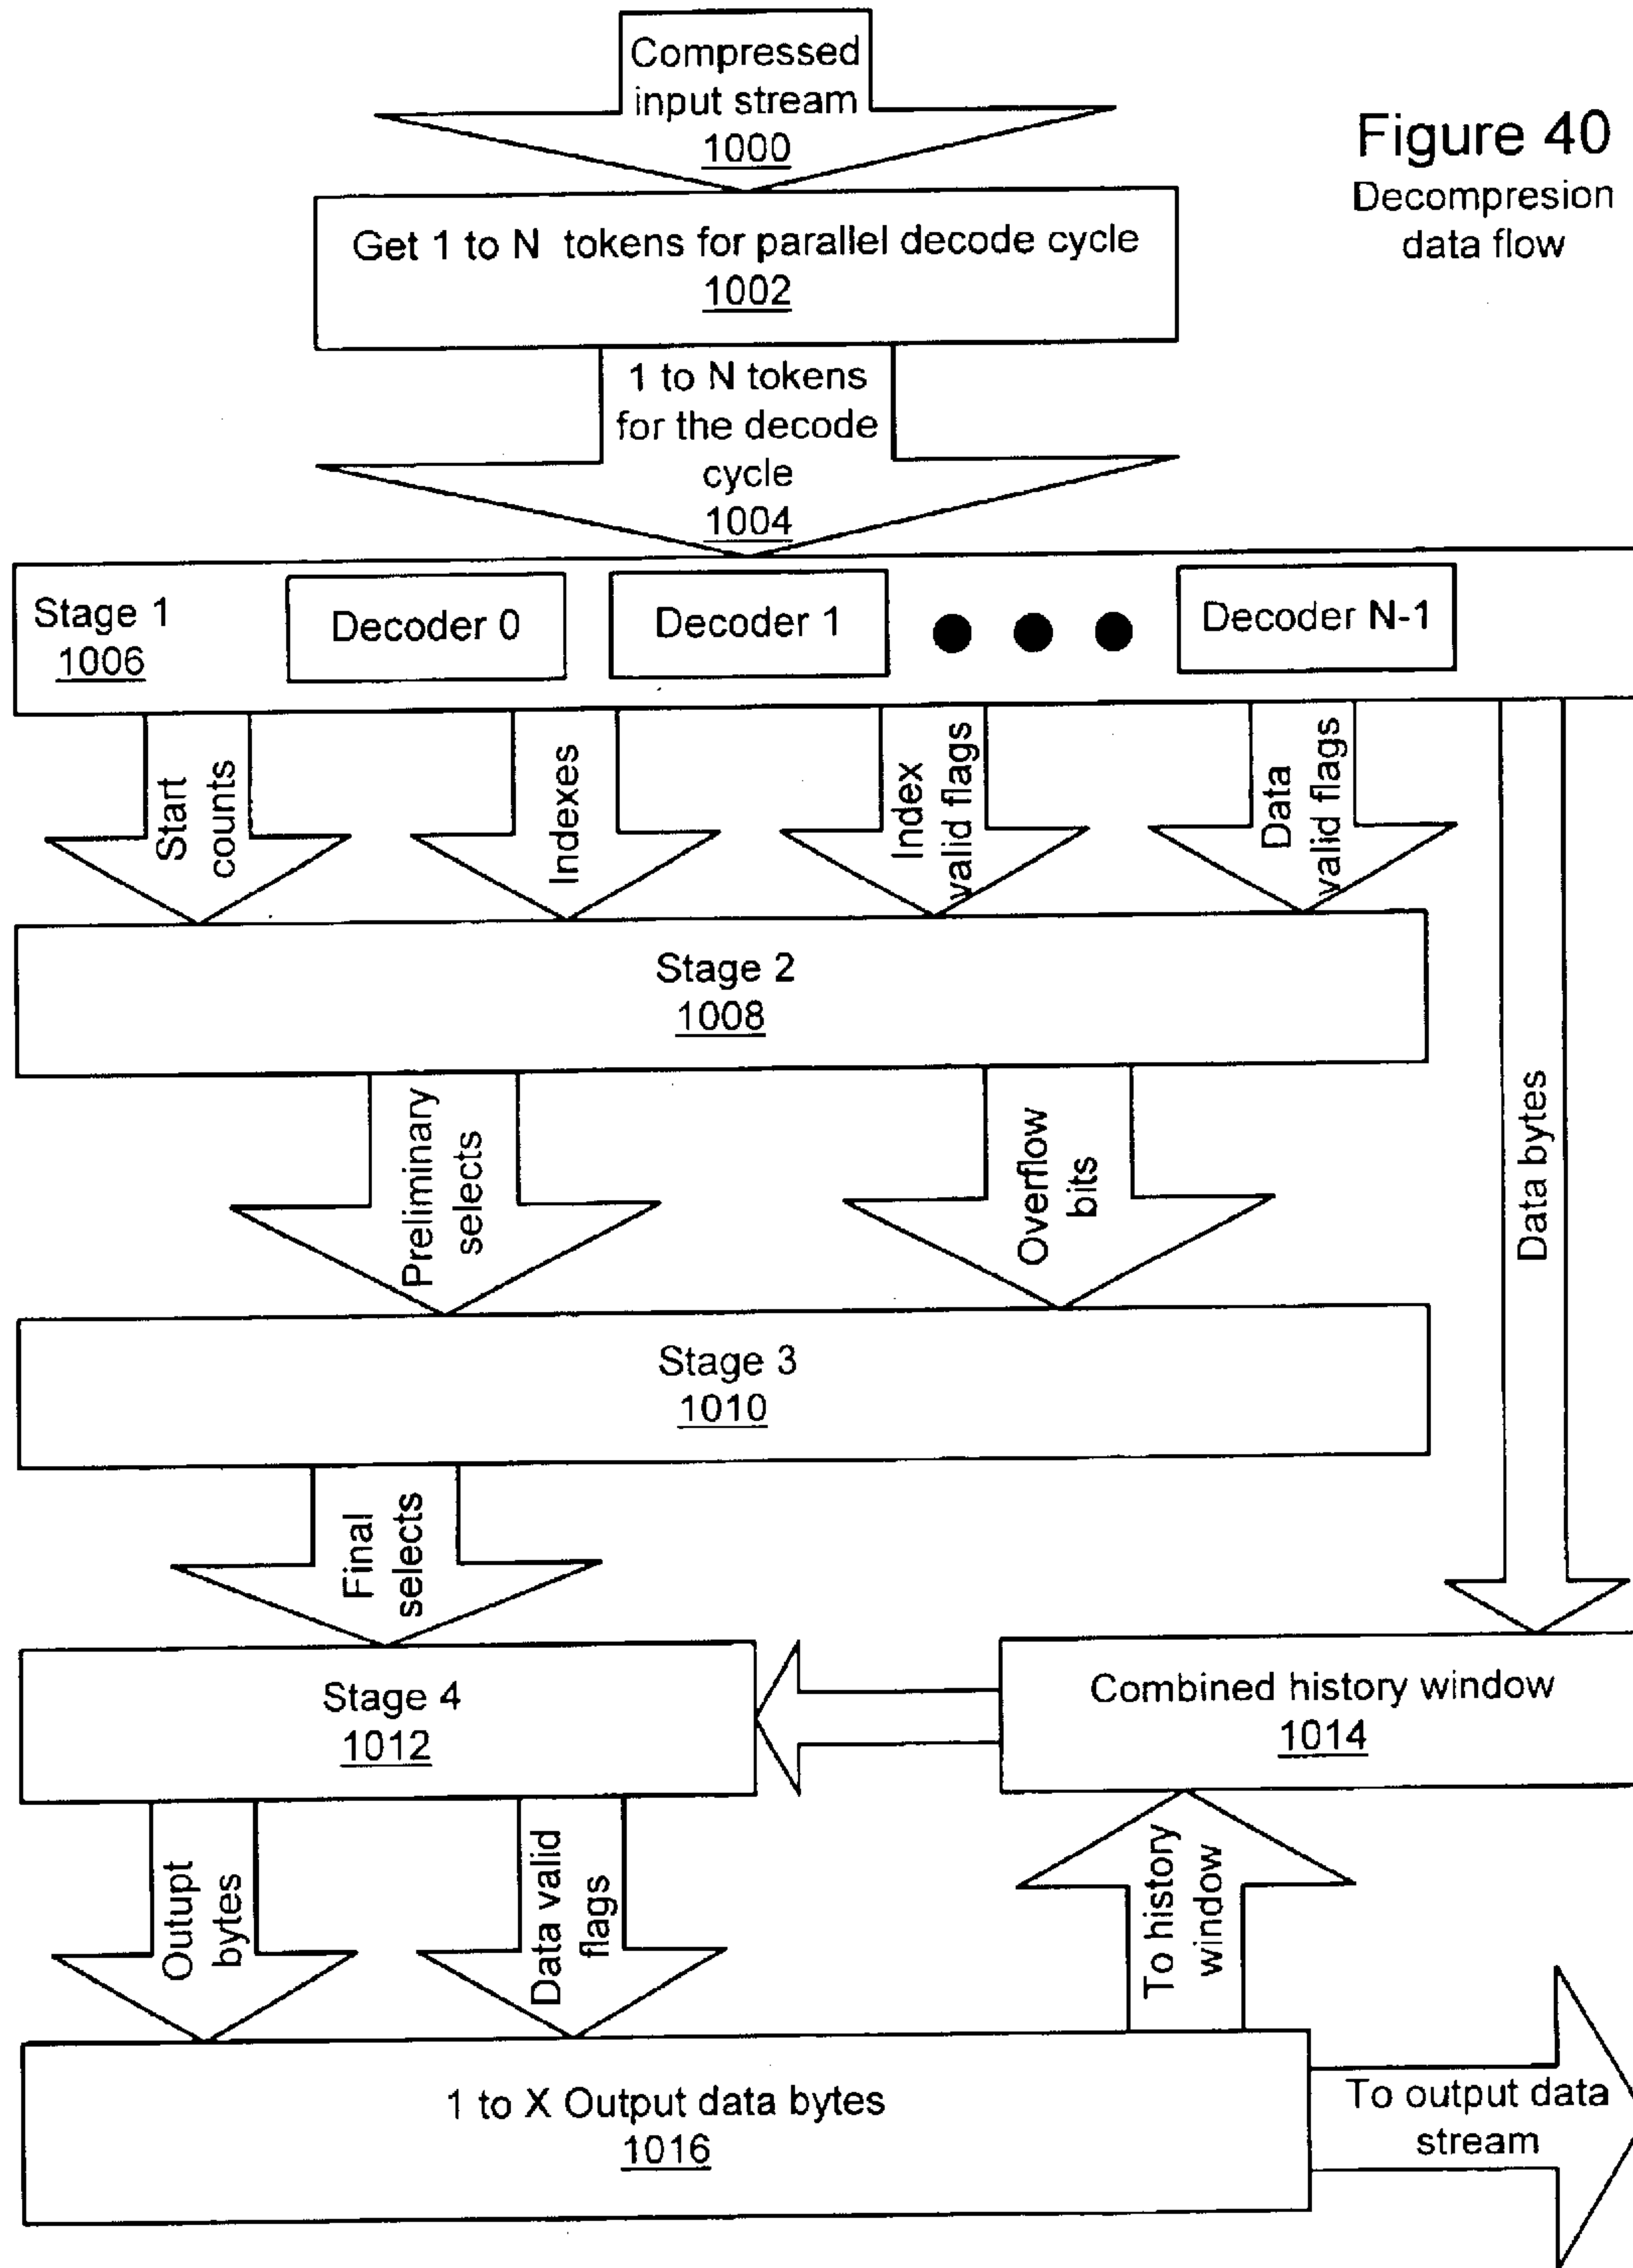 Compressed
input stream
1000
Figure 40
Decompresion
data flow
Get 1 to N tokens for parallel decode cycle
1002
1 to N tokens
for the decode
cycle
1004
Stage 1
1006
Decoder 0
Decoder 1
Decoder N-1
Start
counts
Indexes
Index
valid flags
Data
valid flags
Data bytes
Stage 2
1008
Preliminary
selects
Overflow
bits
Stage 3
1010
Final
selects
Stage 4
1012
Combined history window
1014
Outupt
bytes
Data valid
flags
To history
window
1 to X Output data bytes
1016
To output data
stream